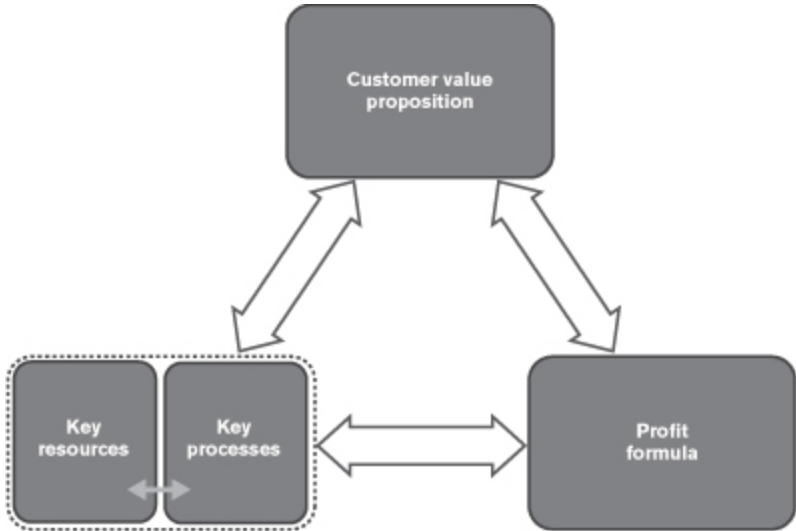 Customer value
proposition
Key
resources
Key
processes
Profit
formula